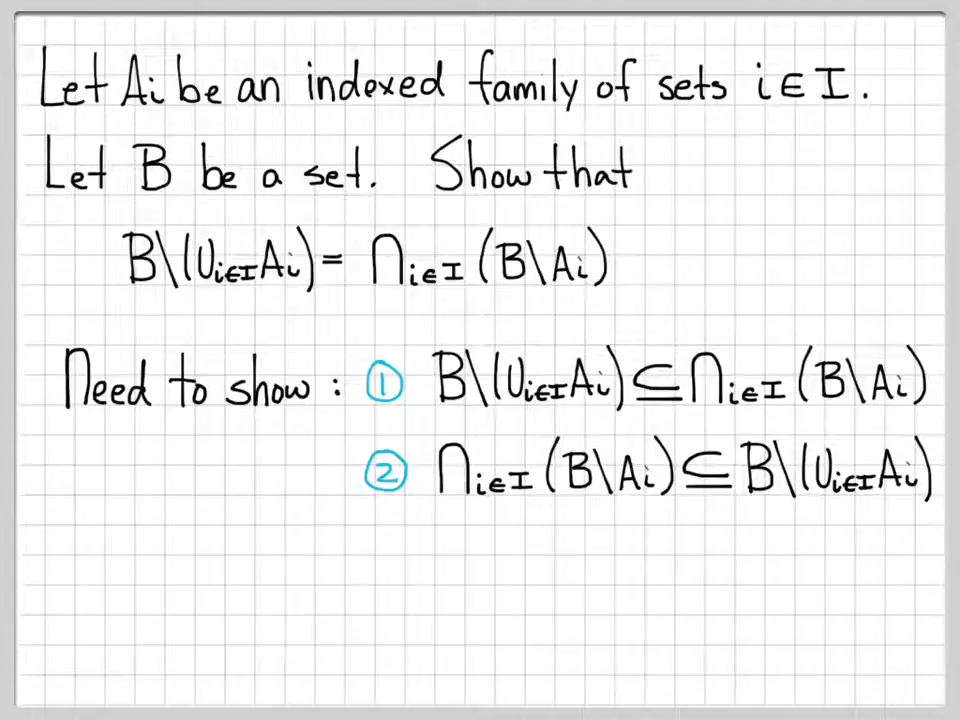 Let Ai be an indexed family of sets i∈I.
Let B be a set. Show that
B\(∪i∈I Ai) = ∩i∈I (B\Ai)
Need to show: ① B\(∪i∈I Ai) ⊆ ∩i∈I (B\Ai)
② ∩i∈I (B\Ai) ⊆ B\(∪i∈I Ai)